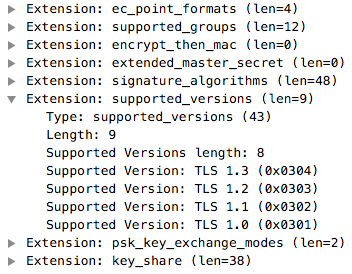 Extension: ec_point_formats (len=4)
Extension: supported_groups (len=12)
Extension: encrypt_then_mac (len=0)
Extension: extended_master_secret (len=0)
Extension: signature_algorithms (len=48)
Extension: supported_versions (len=9)
Type: supported_versions (43)
Length: 9
Supported Versions length: 8
Supported Version: TLS 1.3 (0x0304)
Supported Version: TLS 1.2 (0x0303)
Supported Version: TLS 1.1 (0x0302)
Supported Version: TLS 1.0 (0x0301)
Extension: psk_key_exchange_modes (len=2)
Extension: key_share (len=38)